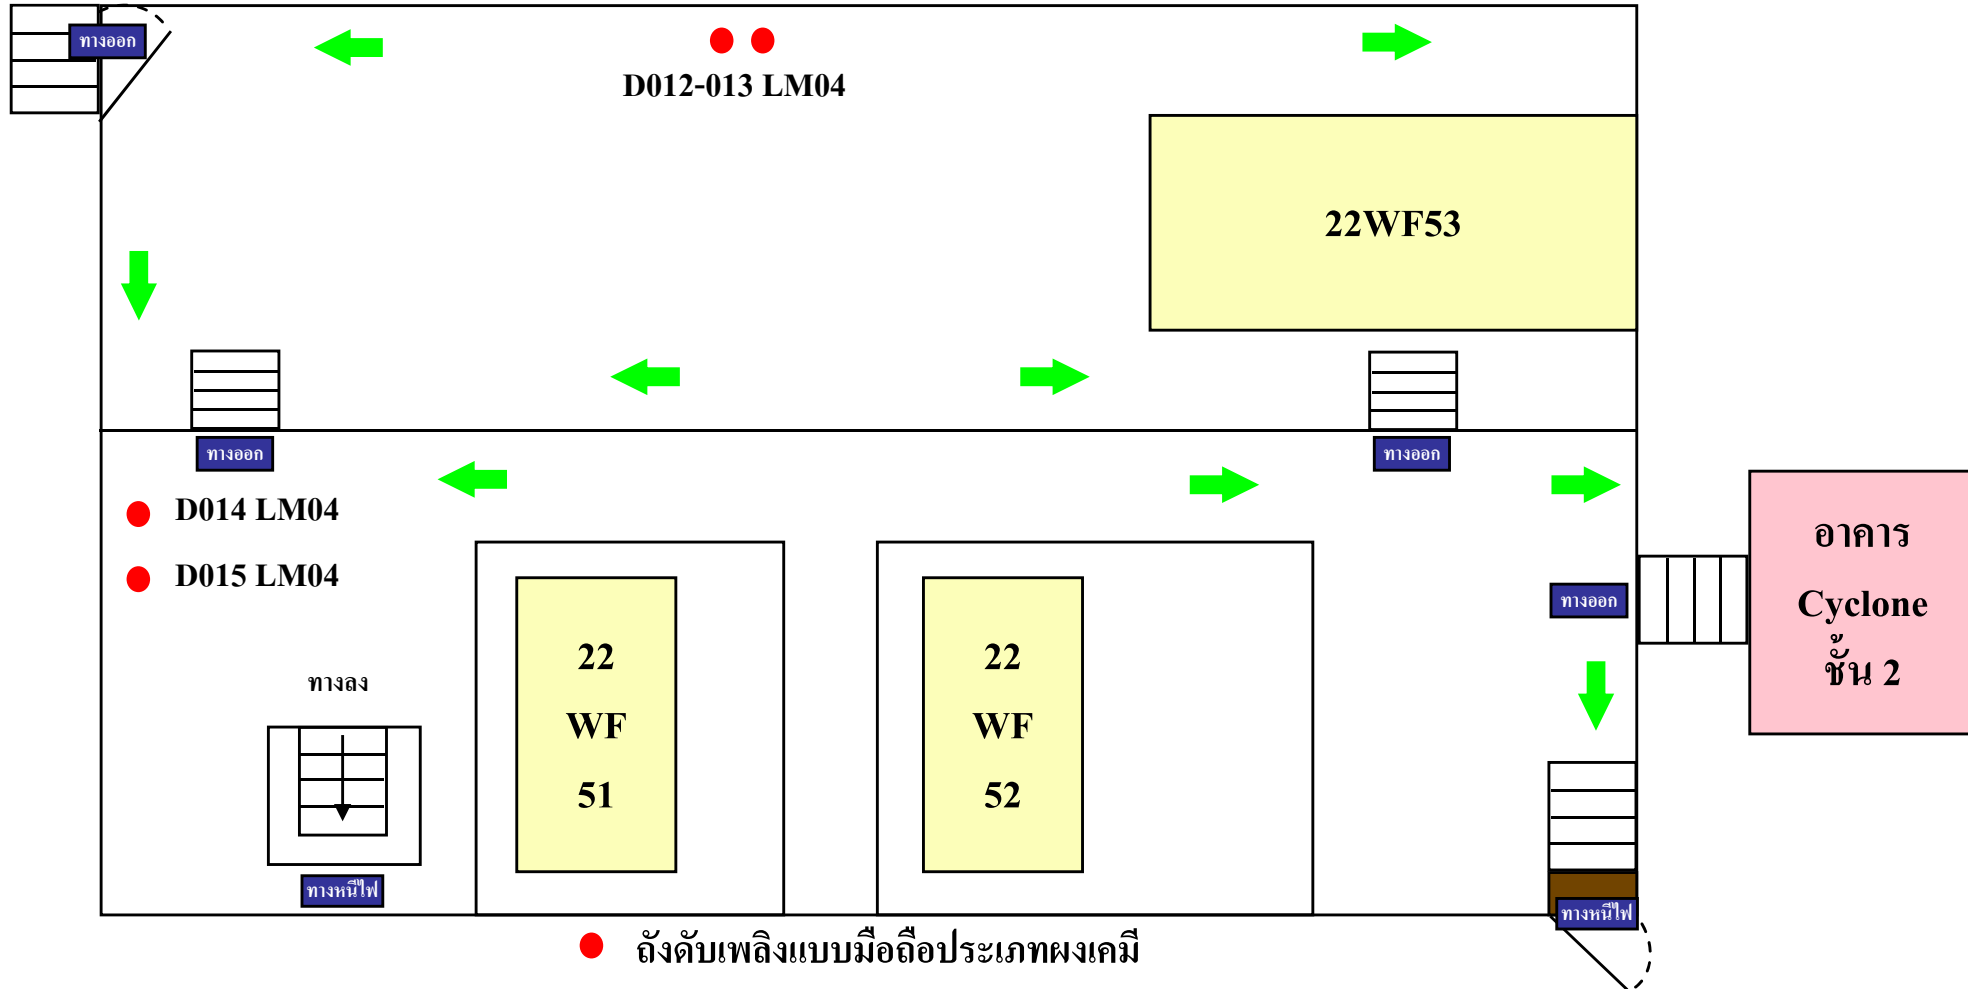 ทางออก
D012-013 LM04
22WF53
ทางออก
ทางออก
D014 LM04
D015 LM04
ทางลง
ทางหนีไฟ
22
WF
51
22
WF
52
ทางออก
อาคาร
Cyclone
ชั้น 2
ทางหนีไฟ
ถังดับเพลิงแบบมือถือประเภทผงเคมี